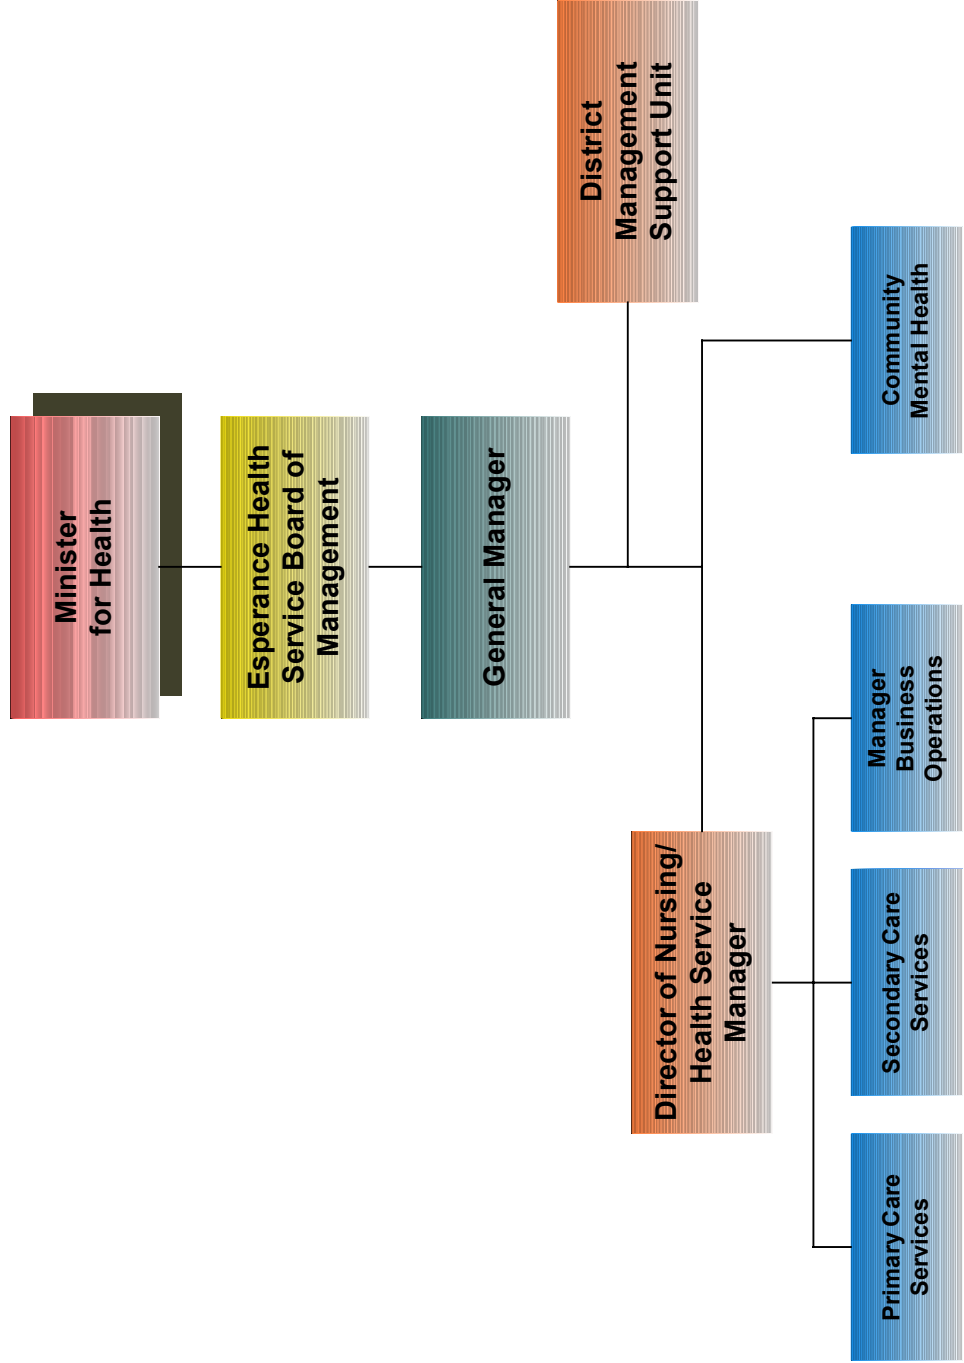 Minister
for Health
Esperance Health
Service Board of
Management
General Manager
District
Management
Support Unit
Director of Nursing/
Health Service
Manager
Primary Care
Services
Secondary Care
Services
Manager
Business
Operations
Community
Mental Health